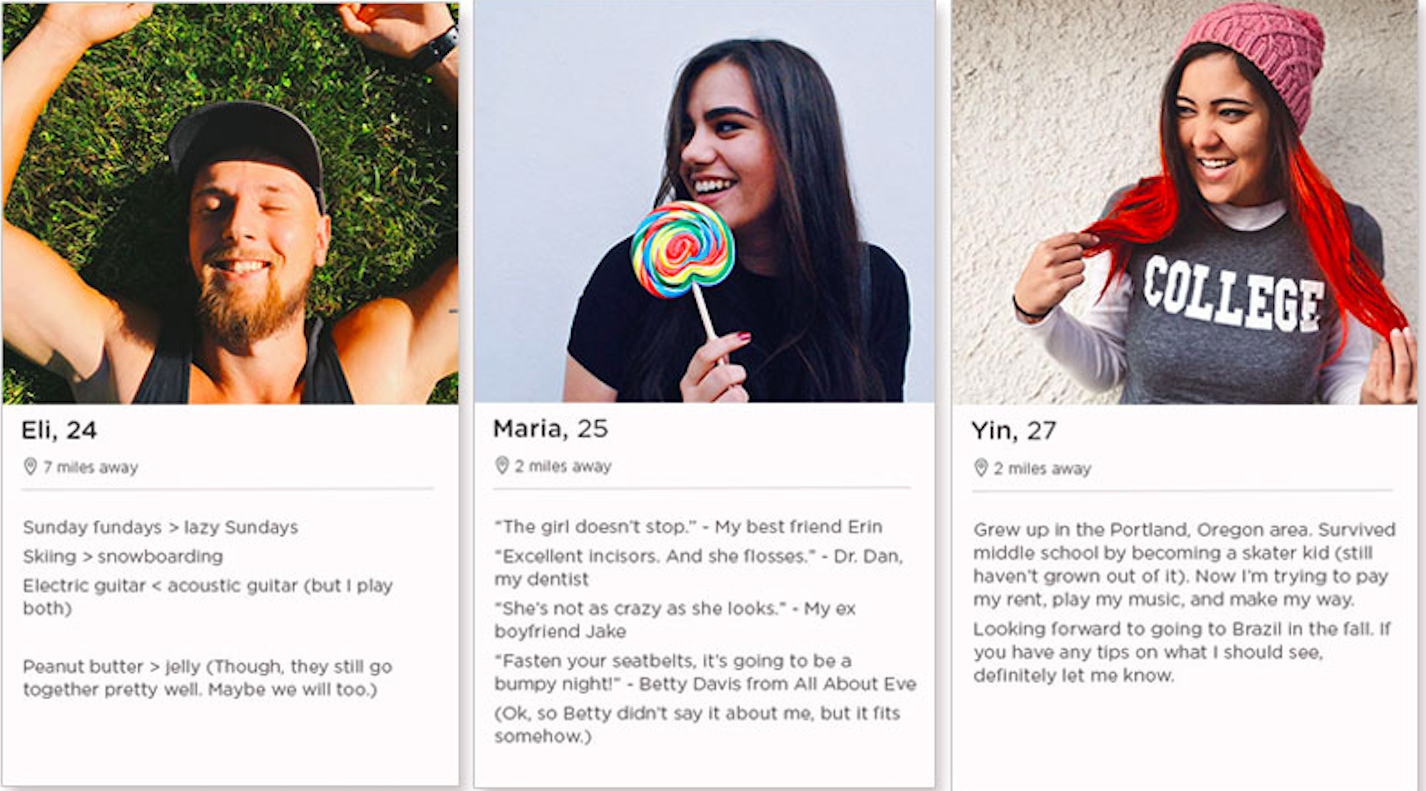 COLLEGE
Eli, 24
7 miles away
Sunday fundays > lazy Sundays
Skiing > snowboarding
Electric guitar < acoustic guitar (but I play
both)
Peanut butter > jelly (Though, they still go
together pretty well. Maybe we will too.)
Maria, 25
2 miles away
“The girl doesn’t stop.” - My best friend Erin
“Excellent incisors. And she flosses.” - Dr. Dan,
my dentist
“She’s not as crazy as she looks.” - My ex
boyfriend Jake
“Fasten your seatbelts, it’s going to be a
bumpy night!” - Betty Davis from All About Eve
(Ok, so Betty didn’t say it about me, but it fits
somehow.)
Yin, 27
2 miles away
Grew up in the Portland, Oregon area. Survived
middle school by becoming a skater kid (still
haven’t grown out of it). Now I’m trying to pay
my rent, play my music, and make my way.
Looking forward to going to Brazil in the fall. If
you have any tips on what I should see,
definitely let me know.